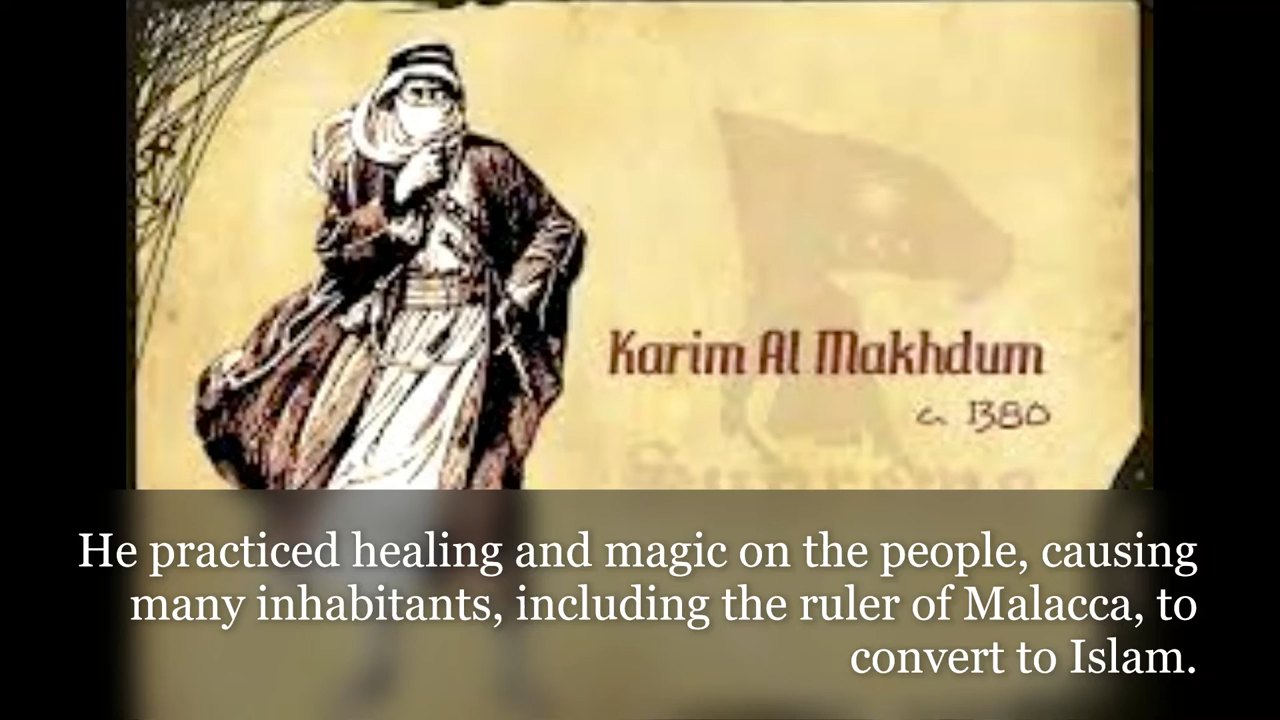 Karim Al Makhdum
c. 1380
He practiced healing and magic on the people, causing
many inhabitants, including the ruler of Malacca, to
convert to Islam.